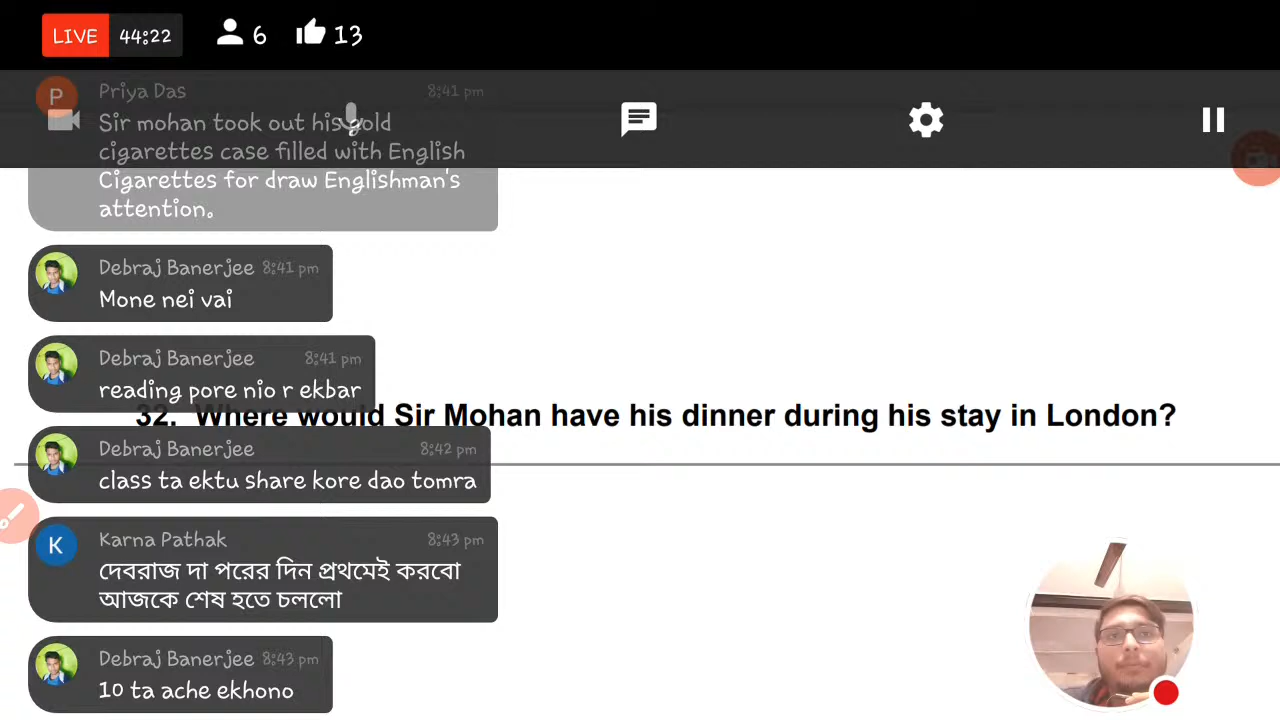 LIVE 44:22 6 13
Priya Das 8:41 pm
Sir mohan took out his gold
cigarettes case filled with English
Cigarettes for draw Englishman's
attention.
Debraj Banerjee 8:41 pm
Mone nei vai
Debraj Banerjee 8:41 pm
reading pore nio r ekbar
32. Where would Sir Mohan have his dinner during his stay in London?
Debraj Banerjee 8:42 pm
class ta ektu share kore dao tomra
Karna Pathak 8:43 pm
দেবরাজ দা পরের দিন প্রথমেই করবো
আজকে শেষ হতে চললো
Debraj Banerjee 8:43 pm
10 ta ache ekhono
P
K